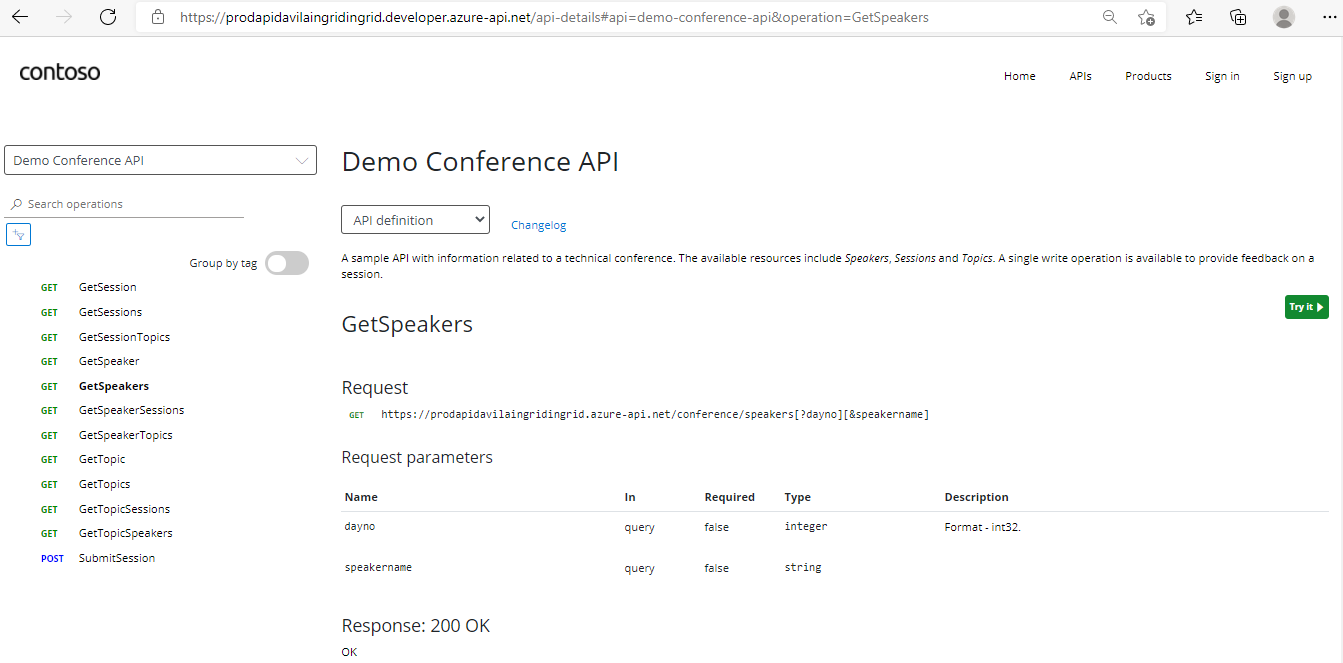 https://prodapidavilaingridingrid.developer.azure-api.net/api-details#api=demo-conference-api&operation=GetSpeakers
contoso
Home APIs Products Sign in Sign up
Demo Conference API
Search operations
Group by tag
GET GetSession
GET GetSessions
GET GetSessionTopics
GET GetSpeaker
GET GetSpeakers
GET GetSpeakerSessions
GET GetSpeakerTopics
GET GetTopic
GET GetTopics
GET GetTopicSessions
GET GetTopicSpeakers
POST SubmitSession
Demo Conference API
API definition Changelog
A sample API with information related to a technical conference. The available resources include Speakers, Sessions and Topics. A single write operation is available to provide feedback on a
session.
Try it
GetSpeakers
Request
GET https://prodapidavilaingridingrid.azure-api.net/conference/speakers[?dayno][&speakername]
Request parameters
Name In Required Type Description
dayno query false integer Format - int32.
speakername query false string
Response: 200 OK
OK